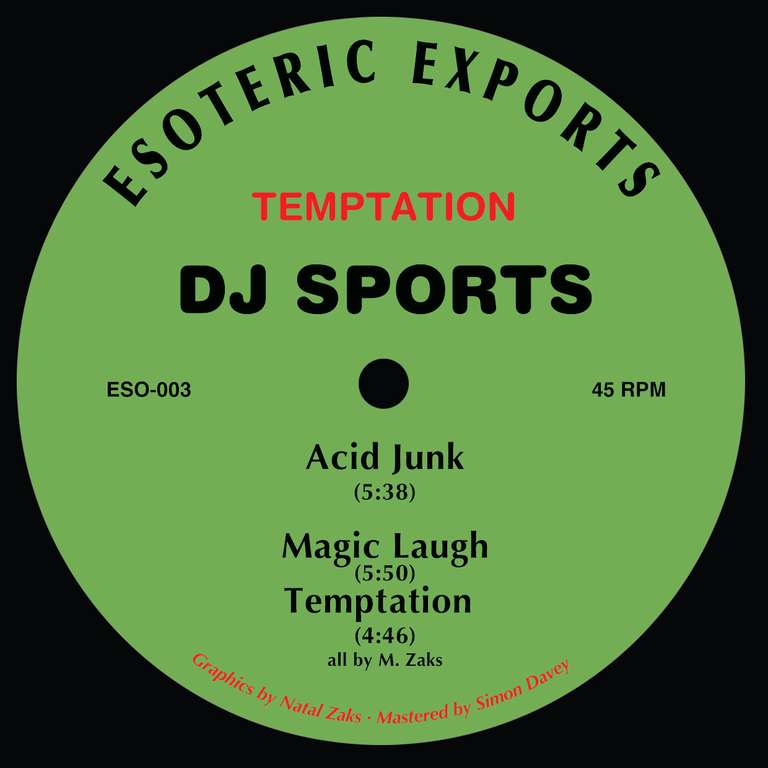 ESOTERIC EXPORTS
TEMPTATION
DJ SPORTS
ESO-003
45 RPM
Acid Junk
(5:38)
Magic Laugh
(5:50)
Temptation
(4:46)
all by M. Zaks
Graphics by Natal Zaks · Mastered by Simon Davey